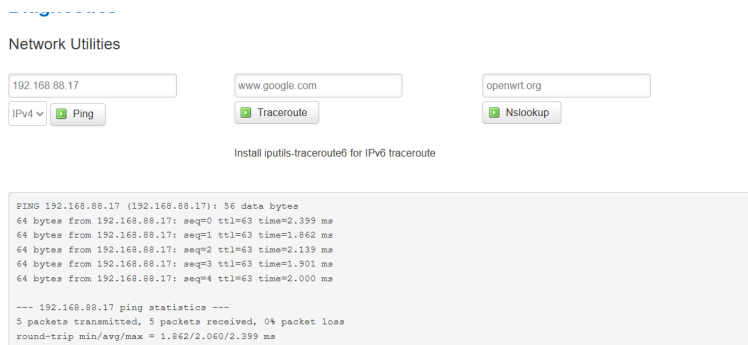 Network Utilities
192.168.88.17
www.google.com
openwrt.org
IPv4
Ping
Traceroute
Nslookup
Install iputils-traceroute6 for IPv6 traceroute
PING 192.168.88.17 (192.168.88.17): 56 data bytes
64 bytes from 192.168.88.17: seq=0 ttl=63 time=2.399 ms
64 bytes from 192.168.88.17: seq=1 ttl=63 time=1.862 ms
64 bytes from 192.168.88.17: seq=2 ttl=63 time=2.139 ms
64 bytes from 192.168.88.17: seq=3 ttl=63 time=1.901 ms
64 bytes from 192.168.88.17: seq=4 ttl=63 time=2.000 ms
--- 192.168.88.17 ping statistics ---
5 packets transmitted, 5 packets received, 0% packet loss
round-trip min/avg/max = 1.862/2.060/2.399 ms